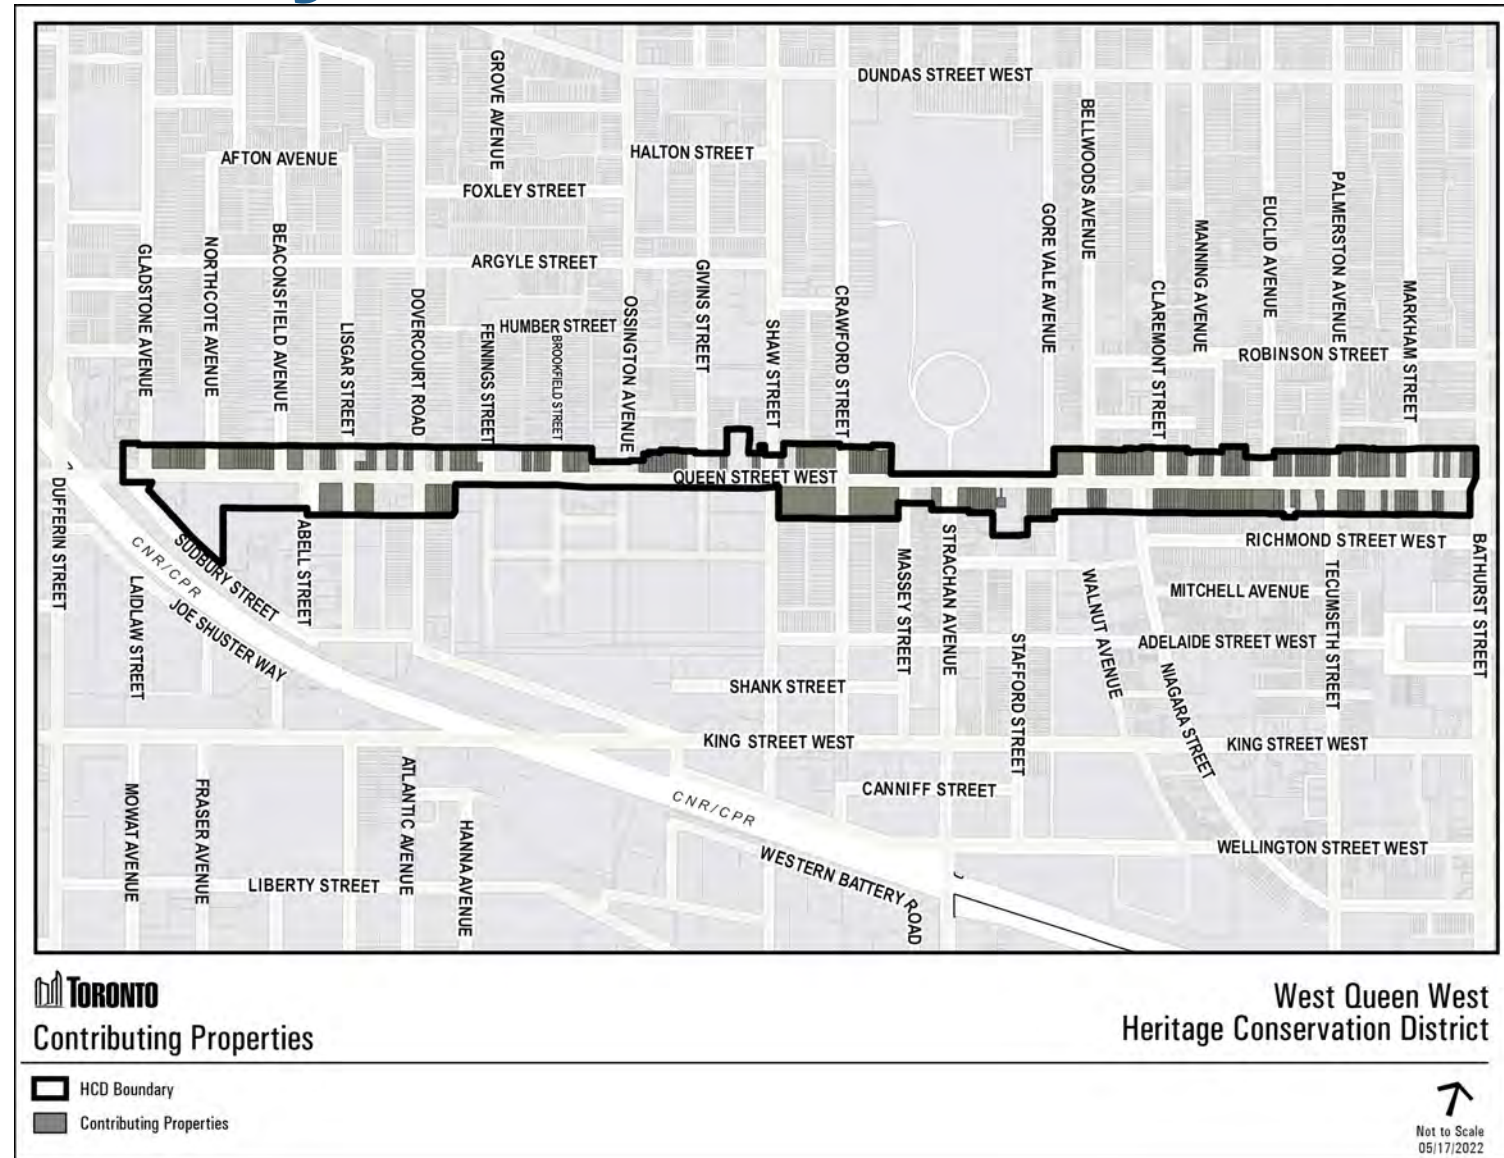 DUNDAS STREET WEST
GROVE AVENUE
BELLWOODS AVENUE
AFTON AVENUE
HALTON STREET
FOXLEY STREET
PALMERSTON AVENUE
GORE VALE AVENUE
EUCLID AVENUE
MANNING AVENUE
GLADSTONE AVENUE
NORTHCOTE AVENUE
BEACONSFIELD AVENUE
ARGYLE STREET
GIVINS STREET
CLAREMONT STREET
MARKHAM STREET
LISGAR STREET
DOVERCOURT ROAD
FENNINGS STREET
HUMBER STREET
BROOKFIELD STREET
OSSINGTON AVENUE
SHAW STREET
CRAWFORD STREET
ROBINSON STREET
QUEEN STREET WEST
DUFFERIN STREET
SUDBURY STREET
CNR/CPR
ABELL STREET
LAIDLAW STREET
JOE SHUSTER WAY
MASSEY STREET
STRACHAN AVENUE
RICHMOND STREET WEST
BATHURST STREET
WALNUT AVENUE
MITCHELL AVENUE
TECUMSETH STREET
STAFFORD STREET
ADELAIDE STREET WEST
NIAGARA STREET
SHANK STREET
KING STREET WEST
KING STREET WEST
MOWAT AVENUE
FRASER AVENUE
ATLANTIC AVENUE
HANNA AVENUE
CANNIFF STREET
CNR/CPR
WELLINGTON STREET WEST
WESTERN BATTERY ROAD
LIBERTY STREET
TORONTO
Contributing Properties
West Queen West
Heritage Conservation District
HCD Boundary
Contributing Properties
Not to Scale
05/17/2022